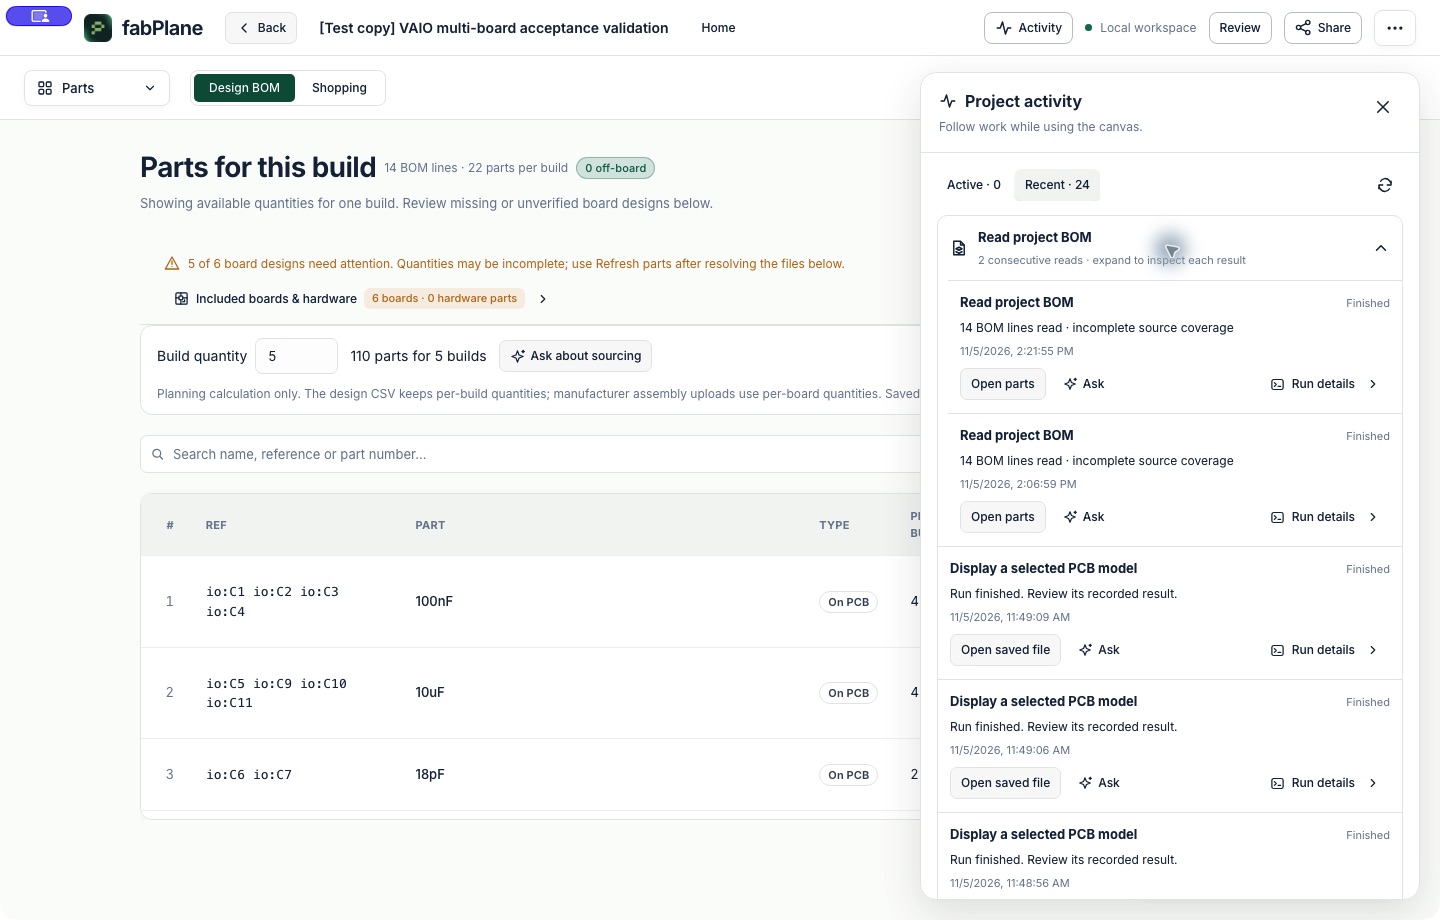 fabPlane
Back
[Test copy] VAIO multi-board acceptance validation
Home
Activity
Local workspace
Review
Share
Parts
Design BOM
Shopping
Parts for this build
14 BOM lines · 22 parts per build
0 off-board
Showing available quantities for one build. Review missing or unverified board designs below.
5 of 6 board designs need attention. Quantities may be incomplete; use Refresh parts after resolving the files below.
Included boards & hardware
6 boards · 0 hardware parts
Build quantity
5
110 parts for 5 builds
Ask about sourcing
Planning calculation only. The design CSV keeps per-build quantities; manufacturer assembly uploads use per-board quantities. Saved
Search name, reference or part number...
#
REF
PART
TYPE
1
io:C1 io:C2 io:C3
io:C4
100nF
On PCB
4
2
io:C5 io:C9 io:C10
io:C11
10uF
On PCB
4
3
io:C6 io:C7
18pF
On PCB
2
Project activity
Follow work while using the canvas.
Active · 0
Recent · 24
Read project BOM
2 consecutive reads · expand to inspect each result
Read project BOM
Finished
14 BOM lines read · incomplete source coverage
11/5/2026, 2:21:55 PM
Open parts
Ask
Run details
Read project BOM
Finished
14 BOM lines read · incomplete source coverage
11/5/2026, 2:06:59 PM
Open parts
Ask
Run details
Display a selected PCB model
Finished
Run finished. Review its recorded result.
11/5/2026, 11:49:09 AM
Open saved file
Ask
Run details
Display a selected PCB model
Finished
Run finished. Review its recorded result.
11/5/2026, 11:49:06 AM
Open saved file
Ask
Run details
Display a selected PCB model
Finished
Run finished. Review its recorded result.
11/5/2026, 11:48:56 AM